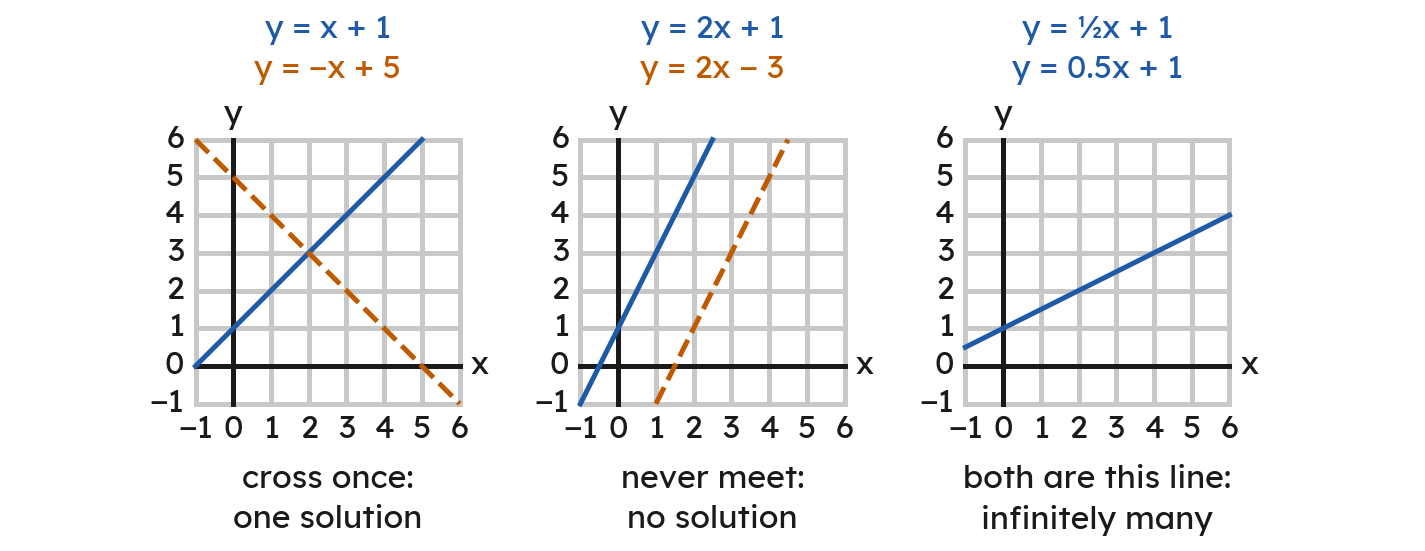 y = x + 1
y = −x + 5
y
6
5
4
3
2
1
0
−1
x
−1 0 1 2 3 4 5 6
cross once:
one solution
y = 2x + 1
y = 2x − 3
y
6
5
4
3
2
1
0
−1
x
−1 0 1 2 3 4 5 6
never meet:
no solution
y = ½x + 1
y = 0.5x + 1
y
6
5
4
3
2
1
0
−1
x
−1 0 1 2 3 4 5 6
both are this line:
infinitely many